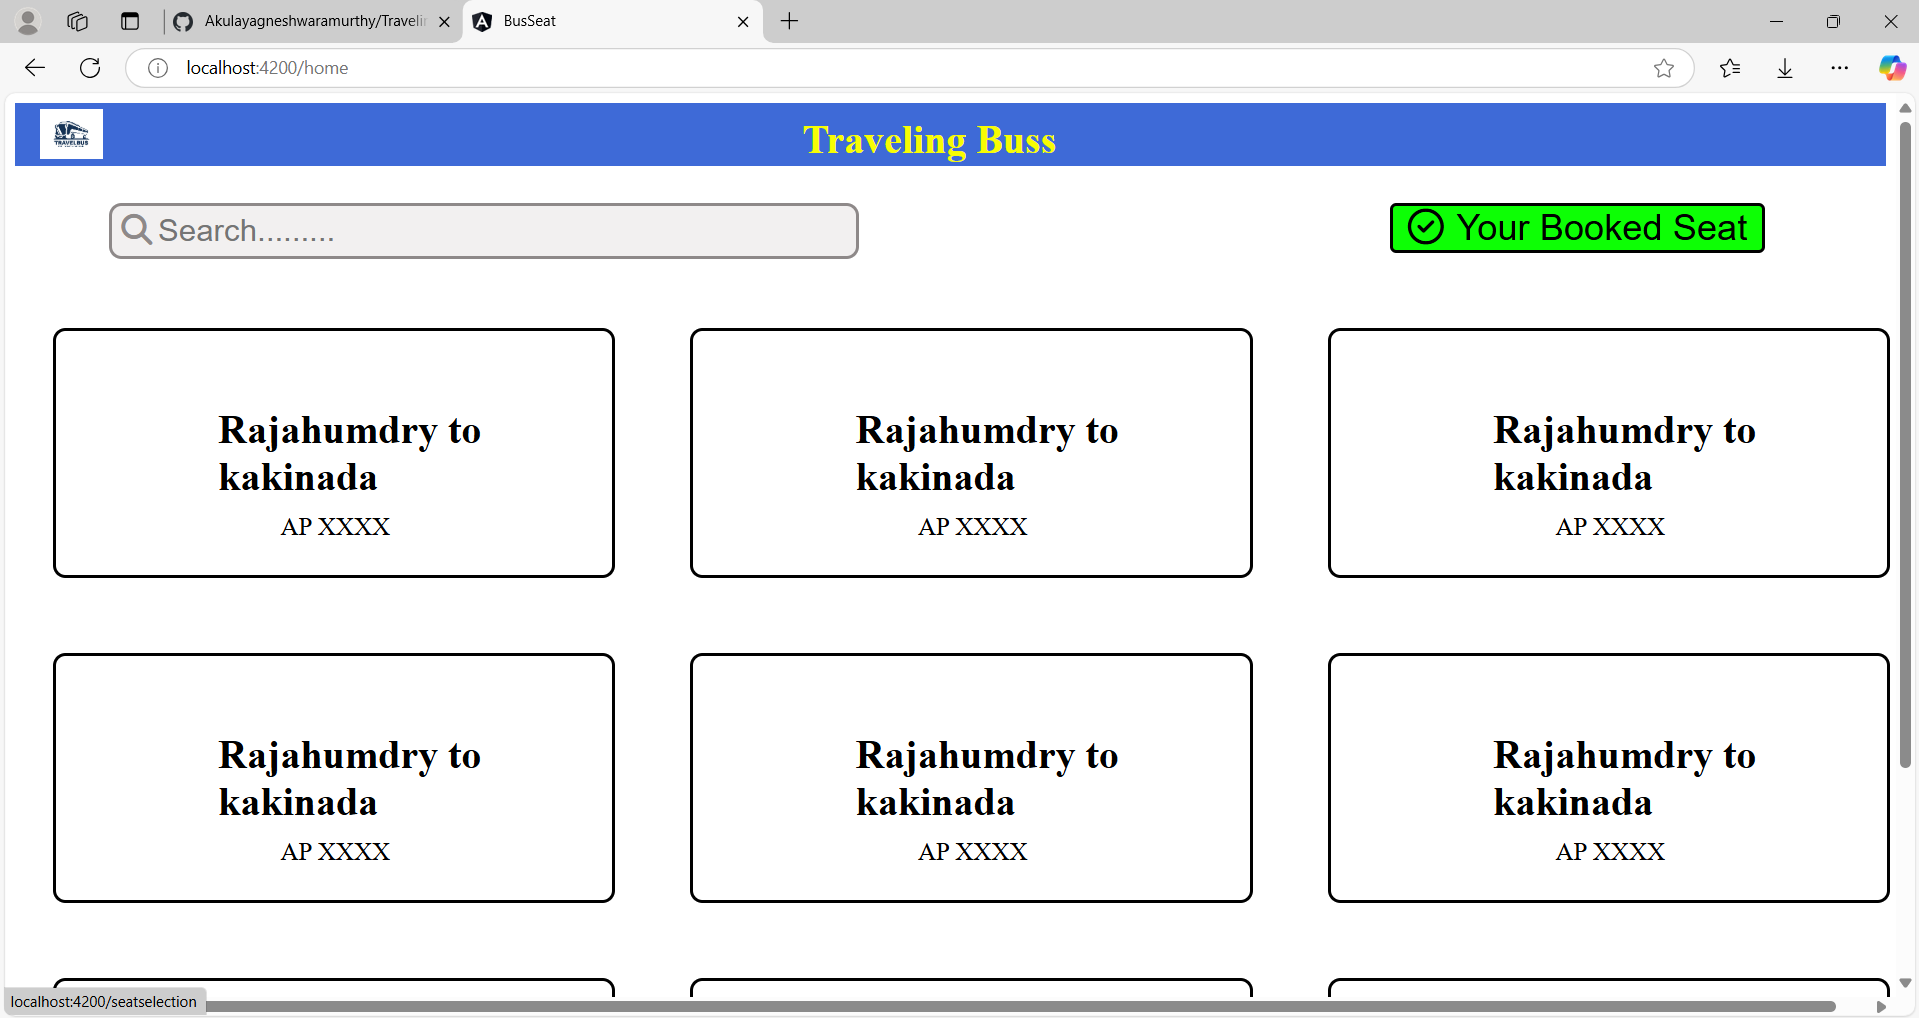 Akulayagneshwaramurthy/Travelin
BusSeat
localhost:4200/home
TRAVELBUS
Traveling Buss
Search.........
Your Booked Seat
Rajahumdry to
kakinada
AP XXXX
Rajahumdry to
kakinada
AP XXXX
Rajahumdry to
kakinada
AP XXXX
Rajahumdry to
kakinada
AP XXXX
Rajahumdry to
kakinada
AP XXXX
Rajahumdry to
kakinada
AP XXXX
localhost:4200/seatselection